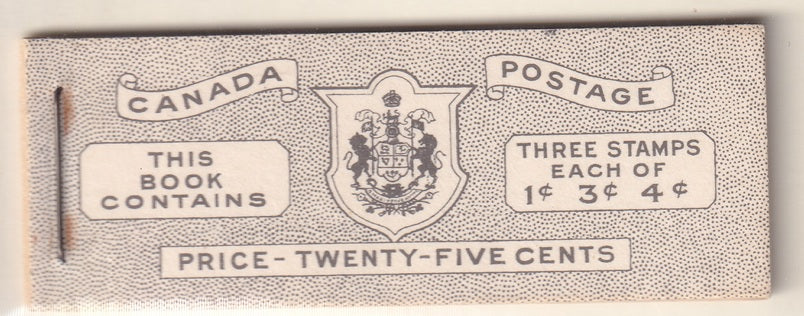 CANADA
POSTAGE
THIS
BOOK
CONTAINS
THREE STAMPS
EACH OF
1¢ 3¢ 4¢
PRICE - TWENTY-FIVE CENTS